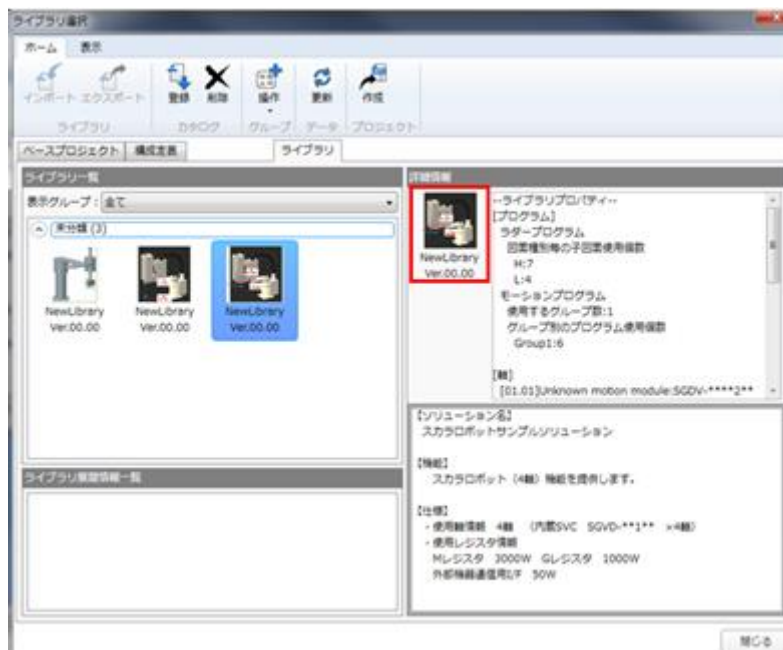 ライブラリ選択
ホーム 表示
インポート エクスポート 登録 削除 操作 更新 作成
ライブラリ カタログ グループ データ プロジェクト
ベースプロジェクト 構成定義 ライブラリ
ライブラリ一覧
表示グループ：全て
未分類 (3)
NewLibrary NewLibrary NewLibrary
Ver.00.00 Ver.00.00 Ver.00.00
ライブラリ展開情報一覧
詳細情報
NewLibrary
Ver.00.00
--ライブラリプロパティ--
[プログラム]
ラダープログラム
図面種別毎の子図面使用個数
H:7
L:4
モーションプログラム
使用するグループ数:1
グループ別のプログラム使用個数
Group1:6
[軸]
[01.01]Unknown motion module:SGDV-****2**
【ソリューション名】
スカラロボットサンプルソリューション
【機能】
スカラロボット（4軸）機能を提供します。
【仕様】
・使用軸情報 4軸 （内蔵SVC SGVD-**1** ×4軸）
・使用レジスタ情報
Mレジスタ 3000W Gレジスタ 1000W
外部機器通信用I/F 50W
閉じる